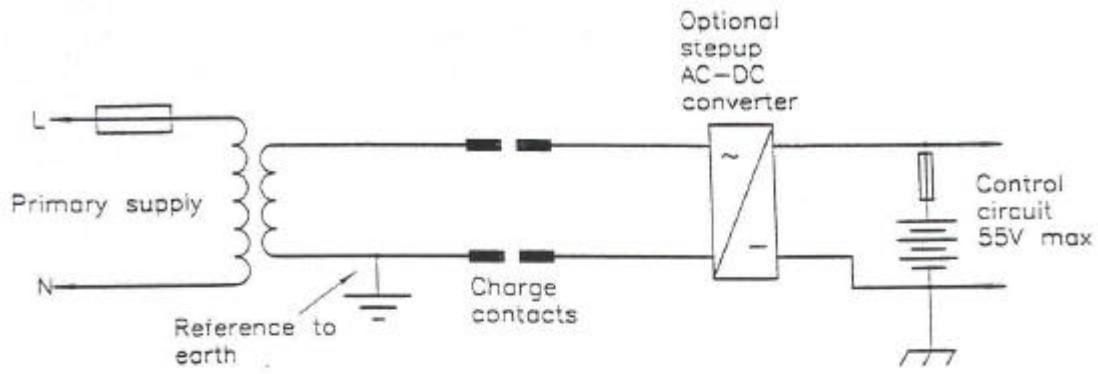 Optional
stepup
AC-DC
converter
L
Primary supply
N
Reference to
earth
Charge
contacts
Control
circuit
55V max